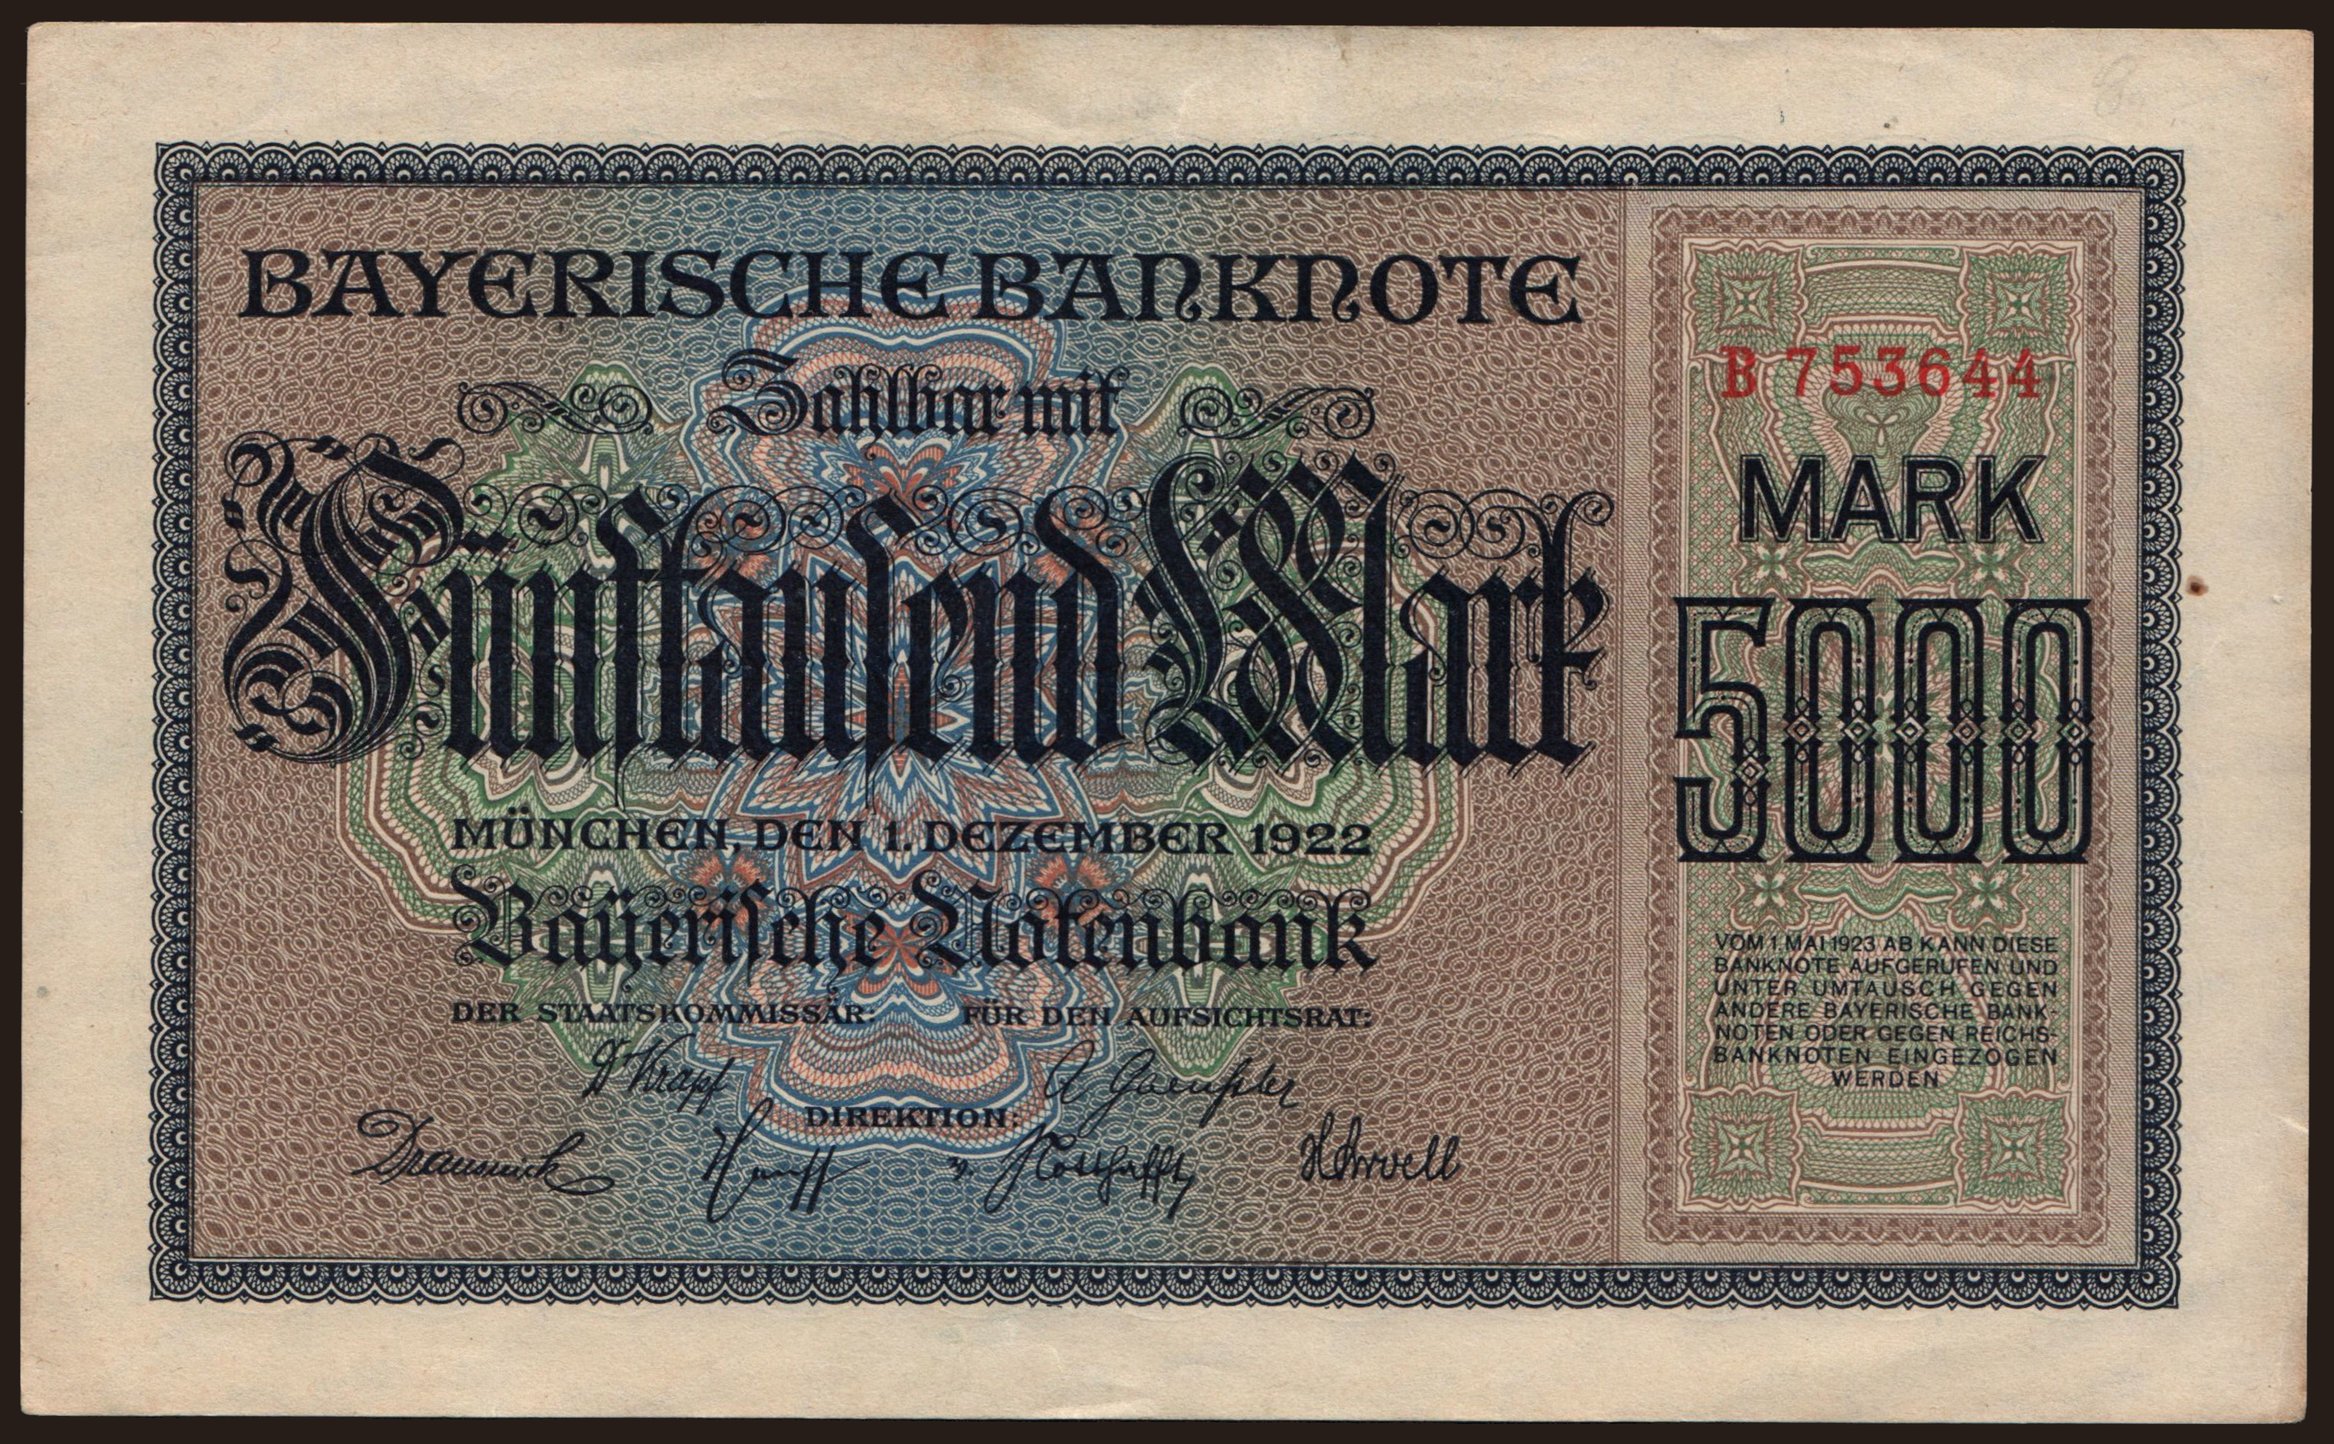 BAYERISCHE BANKNOTE
Zahlbar mit
Fünftausend Mark
MÜNCHEN, DEN 1. DEZEMBER 1922
Bayerische Notenbank
DER STAATSKOMMISSÄR: FÜR DEN AUFSICHTSRAT:
DIREKTION:
B 753644
MARK
5000
VOM 1. MAI 1923 AB KANN DIESE
BANKNOTE AUFGERUFEN UND
UNTER UMTAUSCH GEGEN
ANDERE BAYERISCHE BANK-
NOTEN ODER GEGEN REICHS-
BANKNOTEN EINGEZOGEN
WERDEN